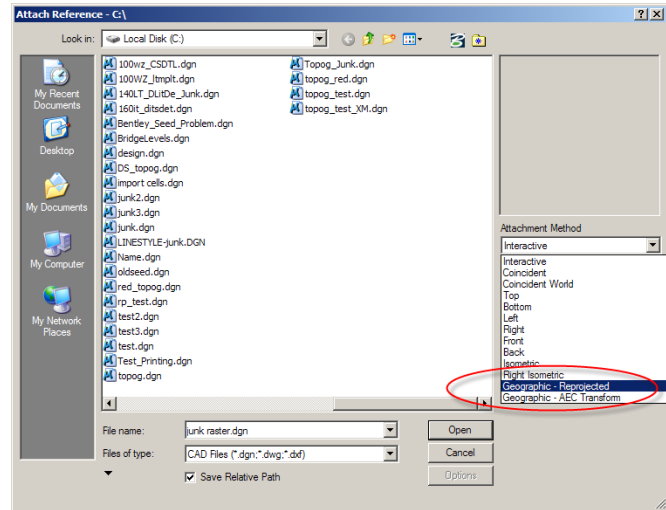 Attach Reference - C:\
Look in:
Local Disk (C:)
My Recent
Documents
Desktop
My Documents
My Computer
My Network
Places
100wz_CSDTL.dgn
100WZ_ltmplt.dgn
140LT_DLitDe_Junk.dgn
160it_ditsdet.dgn
Bentley_Seed_Problem.dgn
BridgeLevels.dgn
design.dgn
DS_topog.dgn
import cells.dgn
junk2.dgn
junk3.dgn
junk.dgn
LINESTYLE-junk.DGN
Name.dgn
oldseed.dgn
red_topog.dgn
rp_test.dgn
test2.dgn
test3.dgn
test.dgn
Test_Printing.dgn
topog.dgn
Topog_Junk.dgn
topog_red.dgn
topog_test.dgn
topog_test_XM.dgn
Attachment Method
Interactive
Interactive
Coincident
Coincident World
Top
Bottom
Left
Right
Front
Back
Isometric
Right Isometric
Geographic - Reprojected
Geographic - AEC Transform
File name:
junk raster.dgn
Open
Files of type:
CAD Files (*.dgn;*.dwg;*.dxf)
Cancel
Save Relative Path
Options